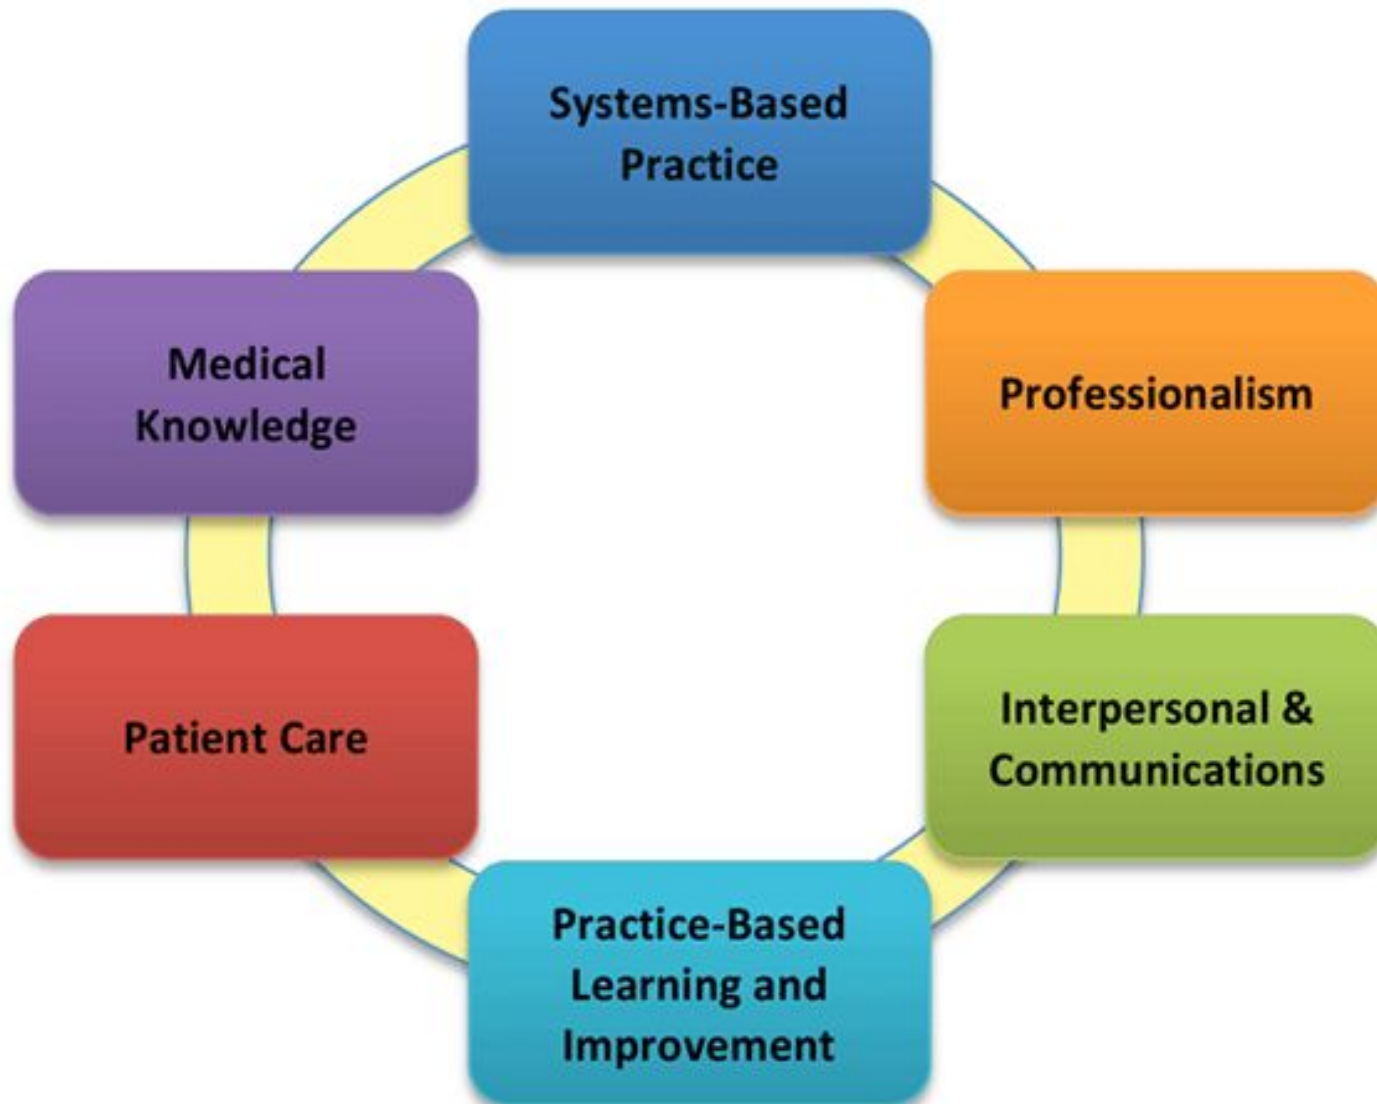 Systems-Based
Practice
Professionalism
Interpersonal &
Communications
Practice-Based
Learning and
Improvement
Patient Care
Medical
Knowledge